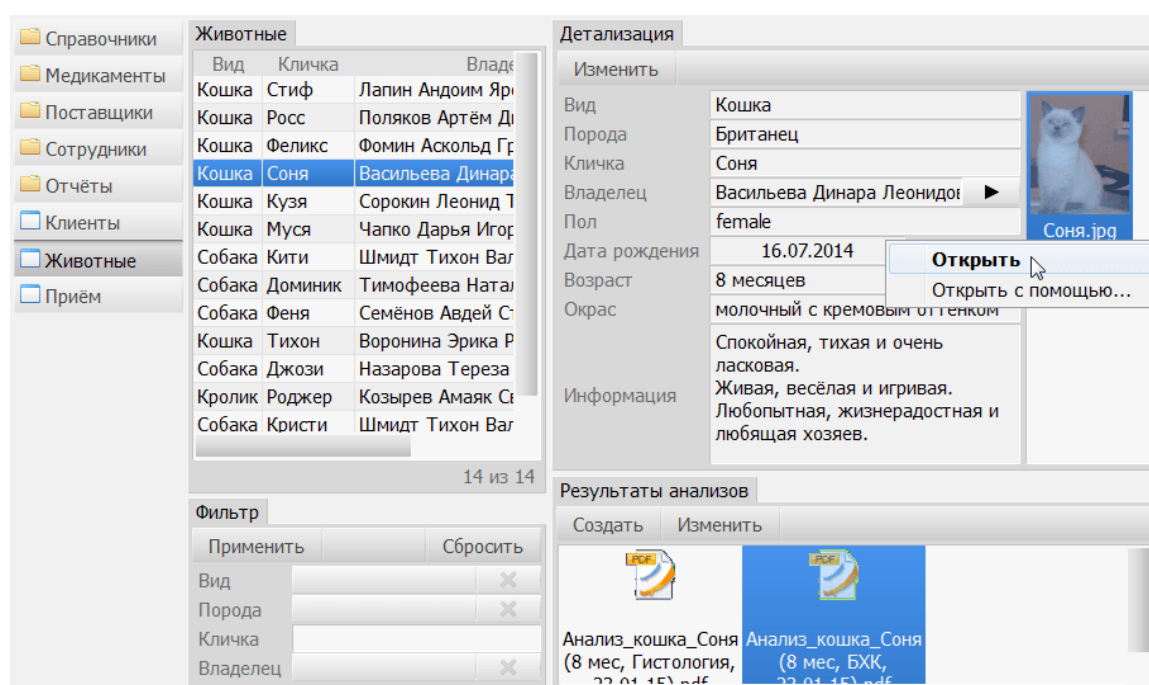 Справочники
Медикаменты
Поставщики
Сотрудники
Отчёты
Клиенты
Животные
Приём
Животные
Вид Кличка
Кошка Стиф Лапин Андоим
Кошка Росс Поляков Артём
Кошка Феликс Фомин Аскольд
Кошка Соня Васильева
Кошка Кузя Сорокин Леонид
Кошка Муся Чапко Дарья
Собака Кити Шмидт Тихон
Собака Доминик Тимофеева
Собака Феня Семёнов Авдей
Кошка Тихон Воронина Эрика
Собака Джози Назарова Тереза
Кролик Роджер Козырев Амаяк
Собака Кристи Шмидт Тихон
14 из 14
Фильтр
Применить Сбросить
Вид
Порода
Кличка
Владелец
Детализация
Изменить
Вид Кошка
Порода Британец
Кличка Соня
Владелец Васильева Динара
Пол female
Дата рождения 16.07.2014
Возраст 8 месяцев
Окрас молочный с кремовым оттенком
Информация
Спокойная, тихая и очень
ласковая.
Живая, весёлая и игривая.
Любопытная, жизнерадостная и
любящая хозяев.
Соня.jpg
Открыть
Открыть с помощью...
Результаты анализов
Создать Изменить
PDF
Анализ_кошка_Соня
(8 мес, Гистология,
PDF
Анализ_кошка_Соня
(8 мес, БХК,